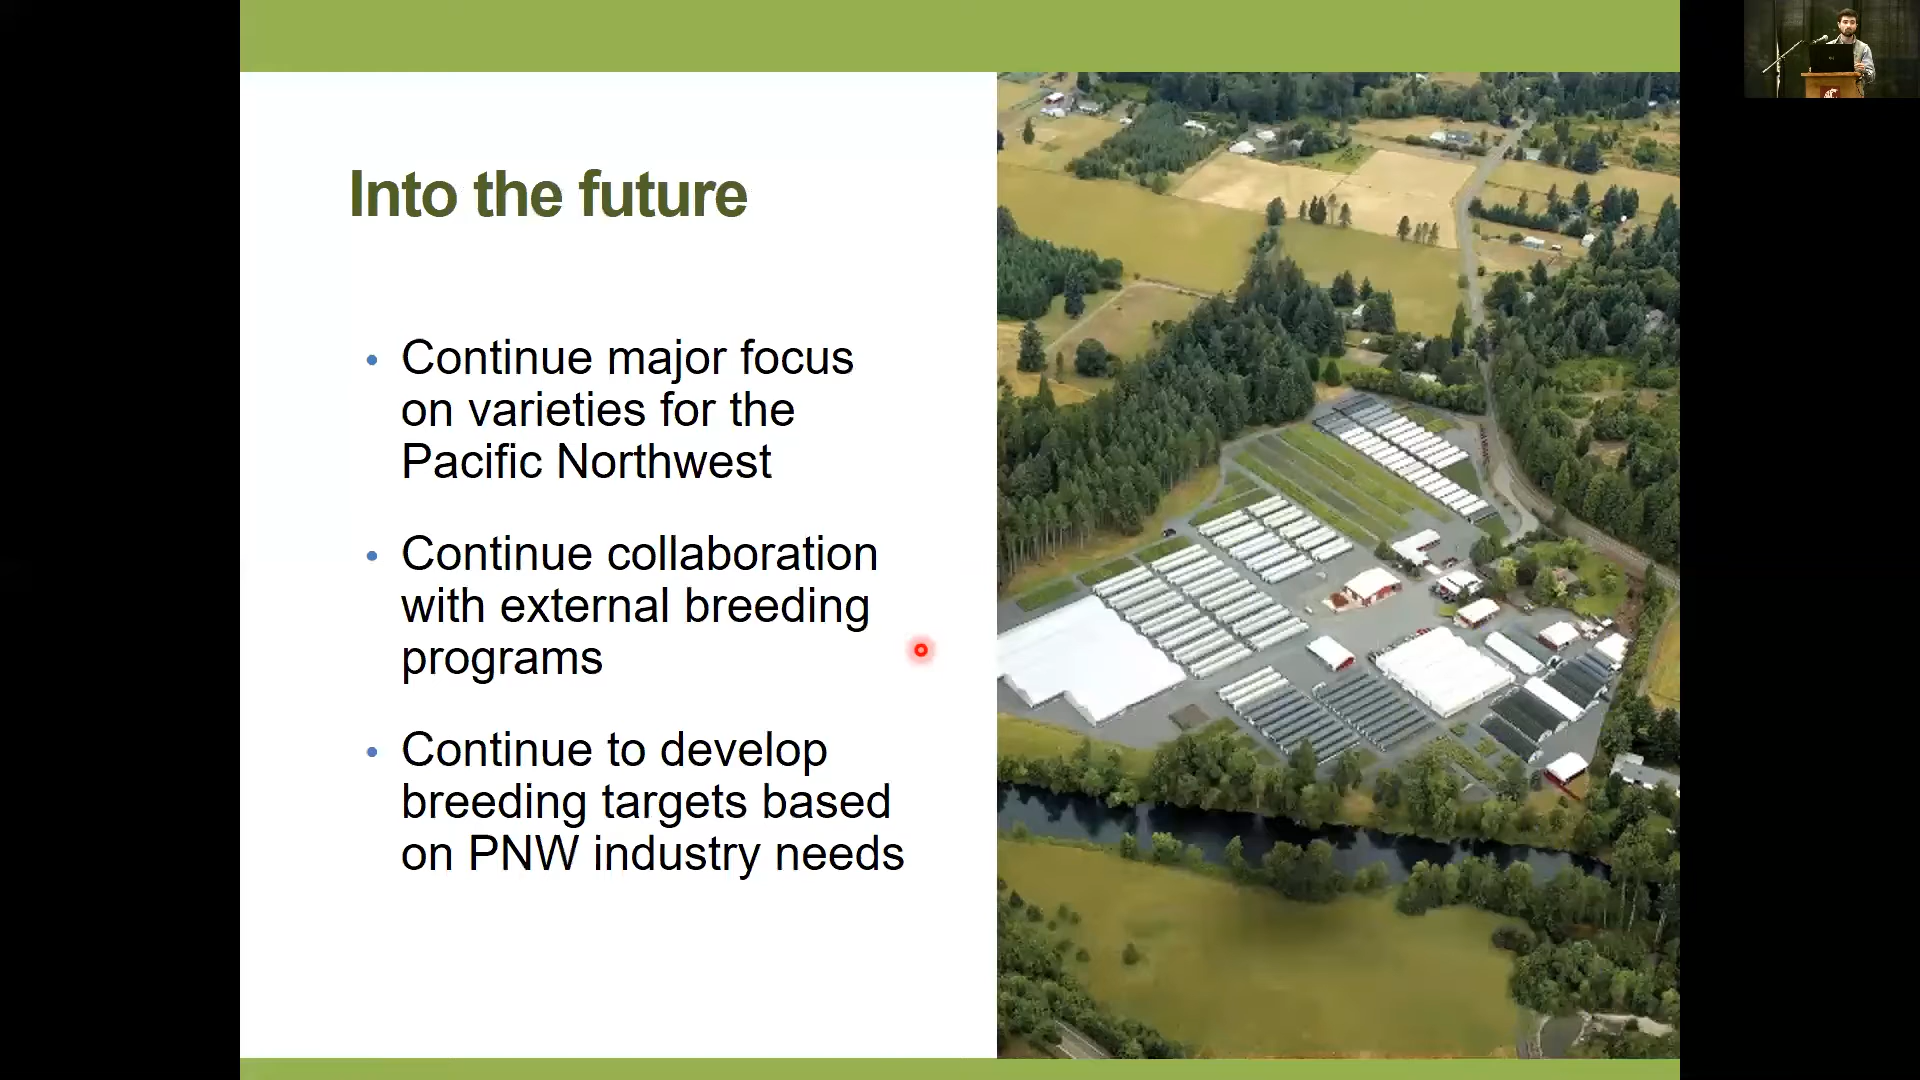 Into the future
• Continue major focus
on varieties for the
Pacific Northwest
• Continue collaboration
with external breeding
programs
• Continue to develop
breeding targets based
on PNW industry needs